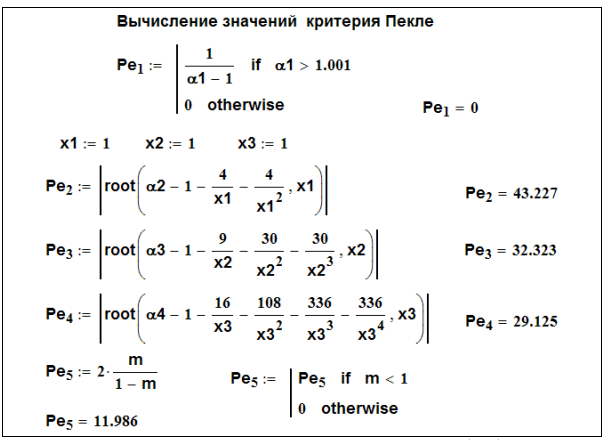 Вычисление значений критерия Пекле
Pe₁ := | 1/(α1 − 1) if α1 > 1.001
0 otherwise
Pe₁ = 0
x1 := 1 x2 := 1 x3 := 1
Pe₂ := |root(α2 − 1 − 4/x1 − 4/x1², x1)| Pe₂ = 43.227
Pe₃ := |root(α3 − 1 − 9/x2 − 30/x2² − 30/x2³, x2)| Pe₃ = 32.323
Pe₄ := |root(α4 − 1 − 16/x3 − 108/x3² − 336/x3³ − 336/x3⁴, x3)| Pe₄ = 29.125
Pe₅ := 2·m/(1 − m) Pe₅ := | Pe₅ if m < 1
0 otherwise
Pe₅ = 11.986